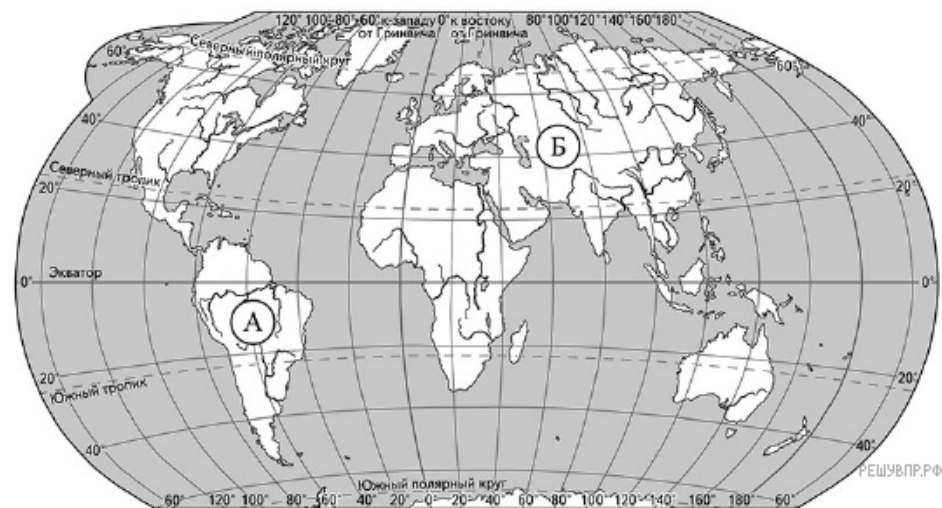 120° 100° 80° 60° к западу 0° к востоку 80° 100° 120° 140° 160° 180°
от Гринвича от Гринвича
Северный полярный круг
60° 60°
40° 40°
Б
Северный тропик
20° 20°
Экватор
0° 0°
А
20° 20°
Южный тропик
40° 40°
РЕШУВПР.РФ
Южный полярный круг
60° 120° 100° 80° 60° 40° 20° 0° 20° 40° 60° 80° 100° 120° 140° 160° 180° 60°